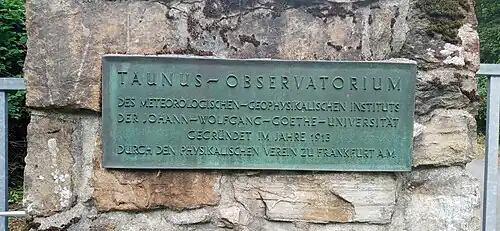 TAUNUS–OBSERVATORIUM
DES METEOROLOGISCHEN–GEOPHYSIKALISCHEN INSTITUTS
DER JOHANN–WOLFGANG–GOETHE–UNIVERSITÄT
GEGRÜNDET IM JAHRE 1913
DURCH DEN PHYSIKALISCHEN VEREIN ZU FRANKFURT A.M.